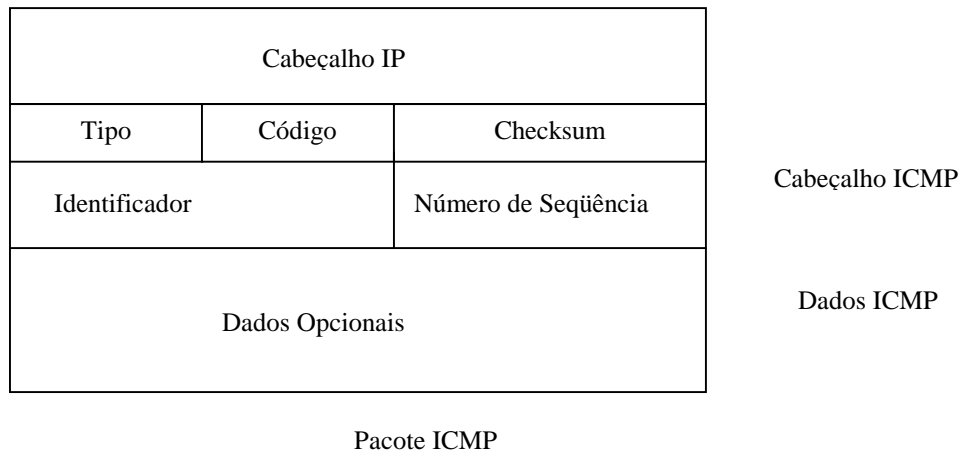 Cabeçalho IP
Tipo Código Checksum
Cabeçalho ICMP
Identificador Número de Seqüência
Dados ICMP
Dados Opcionais
Pacote ICMP